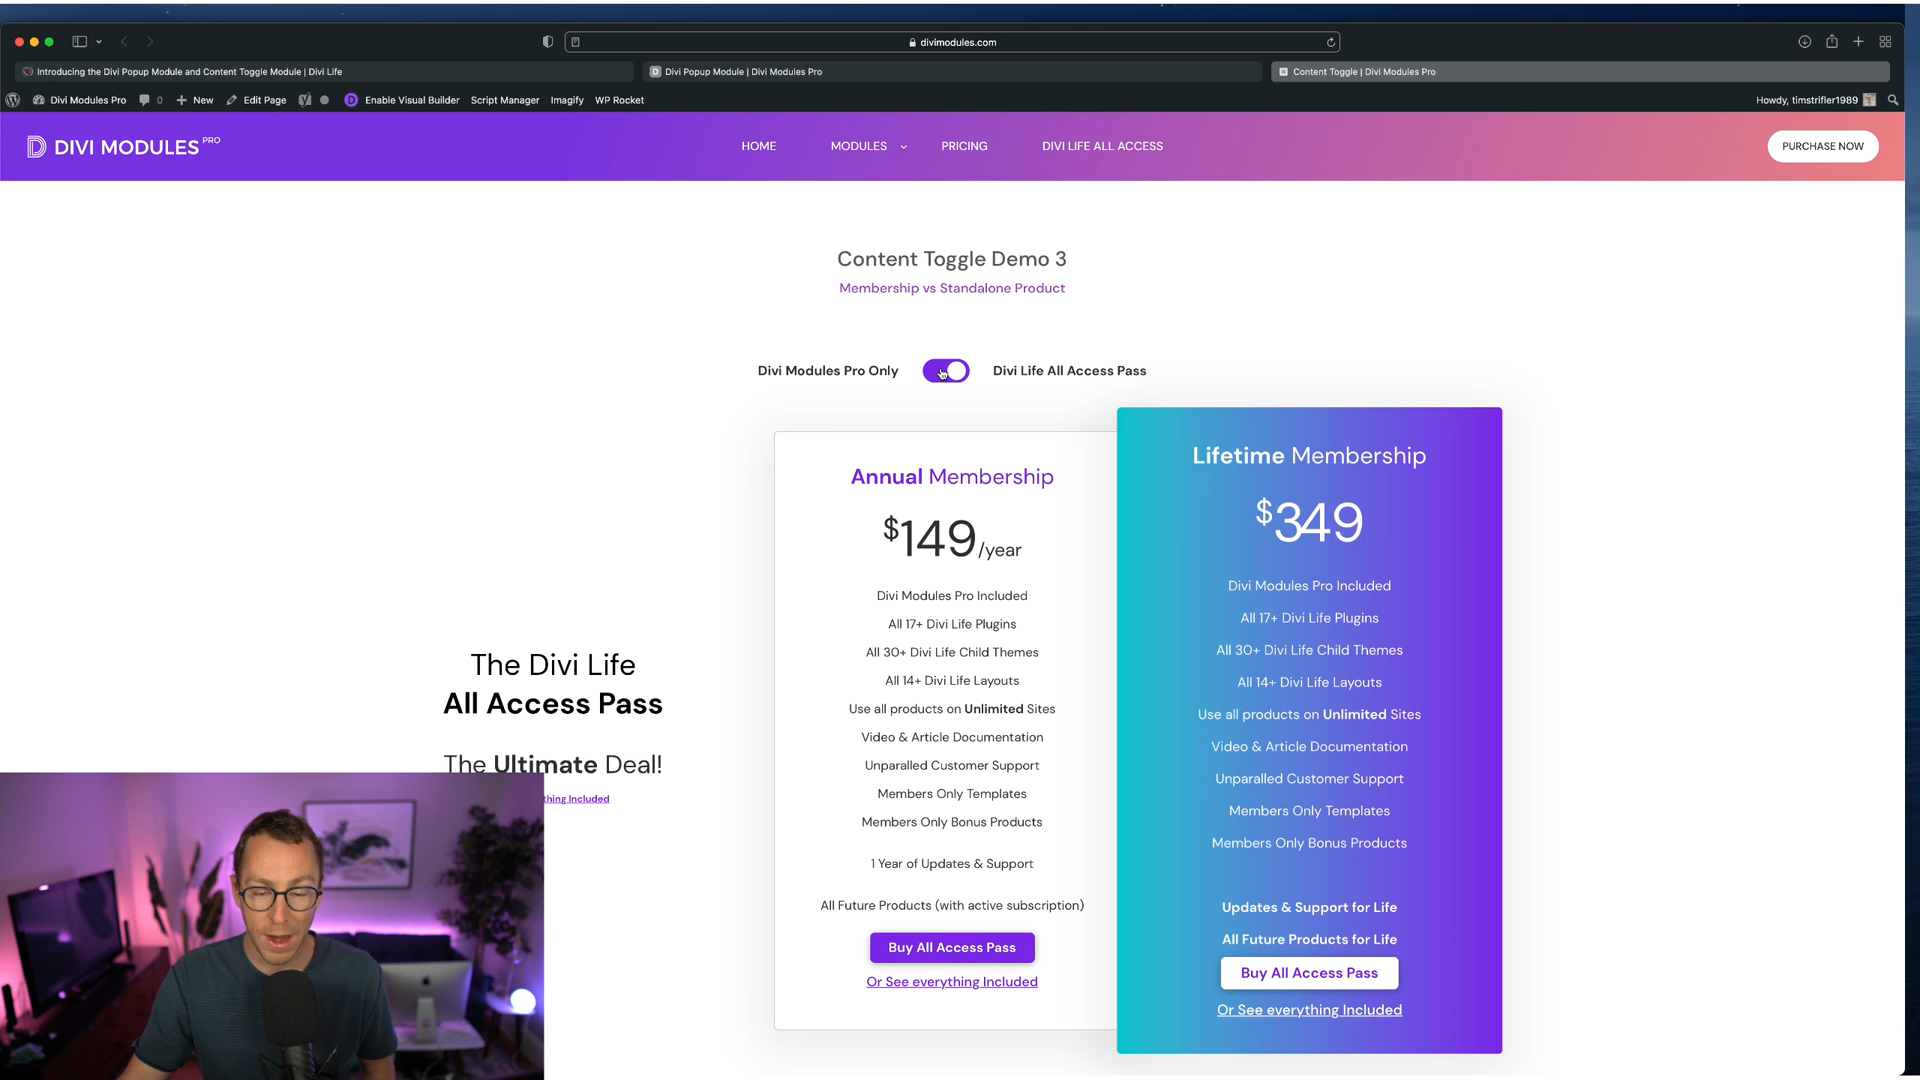 divimodules.com
Introducing the Divi Popup Module and Content Toggle Module | Divi Life
Divi Popup Module | Divi Modules Pro
Content Toggle | Divi Modules Pro
Divi Modules Pro
0
New
Edit Page
Enable Visual Builder
Script Manager
Imagify
WP Rocket
Howdy, timstrifler1989
DIVI MODULES PRO
HOME
MODULES
PRICING
DIVI LIFE ALL ACCESS
PURCHASE NOW
Content Toggle Demo 3
Membership vs Standalone Product
Divi Modules Pro Only
Divi Life All Access Pass
The Divi Life
All Access Pass
The Ultimate Deal!
thing Included
Annual Membership
$149/year
Divi Modules Pro Included
All 17+ Divi Life Plugins
All 30+ Divi Life Child Themes
All 14+ Divi Life Layouts
Use all products on Unlimited Sites
Video & Article Documentation
Unparalled Customer Support
Members Only Templates
Members Only Bonus Products
1 Year of Updates & Support
All Future Products (with active subscription)
Buy All Access Pass
Or See everything Included
Lifetime Membership
$349
Divi Modules Pro Included
All 17+ Divi Life Plugins
All 30+ Divi Life Child Themes
All 14+ Divi Life Layouts
Use all products on Unlimited Sites
Video & Article Documentation
Unparalled Customer Support
Members Only Templates
Members Only Bonus Products
Updates & Support for Life
All Future Products for Life
Buy All Access Pass
Or See everything Included